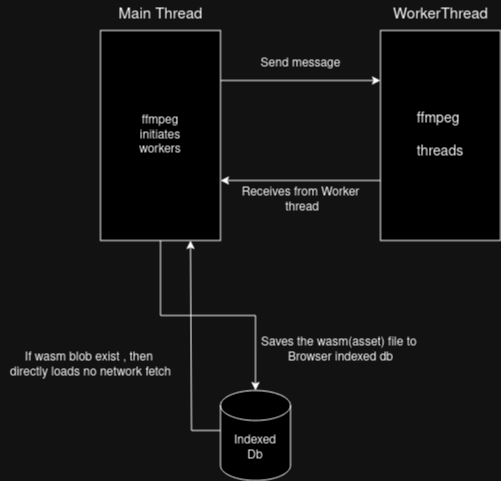 Main Thread
WorkerThread
Send message
ffmpeg
initiates
workers
ffmpeg
threads
Receives from Worker
thread
If wasm blob exist , then
directly loads no network fetch
Saves the wasm(asset) file to
Browser indexed db
Indexed
Db